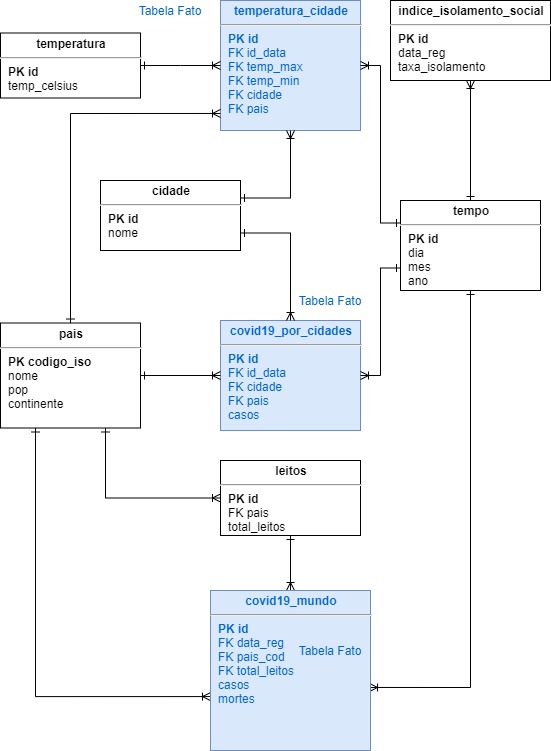 Tabela Fato
temperatura_cidade
PK id
FK id_data
FK temp_max
FK temp_min
FK cidade
FK pais
indice_isolamento_social
PK id
data_reg
taxa_isolamento
temperatura
PK id
temp_celsius
cidade
PK id
nome
tempo
PK id
dia
mes
ano
Tabela Fato
covid19_por_cidades
PK id
FK id_data
FK cidade
FK pais
casos
pais
PK codigo_iso
nome
pop
continente
leitos
PK id
FK pais
total_leitos
covid19_mundo
PK id
FK data_reg
FK pais_cod
FK total_leitos
casos
mortes
Tabela Fato